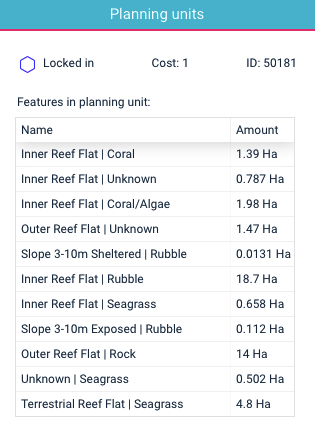 Planning units
Locked in Cost: 1 ID: 50181
Features in planning unit:
Name Amount
Inner Reef Flat | Coral 1.39 Ha
Inner Reef Flat | Unknown 0.787 Ha
Inner Reef Flat | Coral/Algae 1.98 Ha
Outer Reef Flat | Unknown 1.47 Ha
Slope 3-10m Sheltered | Rubble 0.0131 Ha
Inner Reef Flat | Rubble 18.7 Ha
Inner Reef Flat | Seagrass 0.658 Ha
Slope 3-10m Exposed | Rubble 0.112 Ha
Outer Reef Flat | Rock 14 Ha
Unknown | Seagrass 0.502 Ha
Terrestrial Reef Flat | Seagrass 4.8 Ha